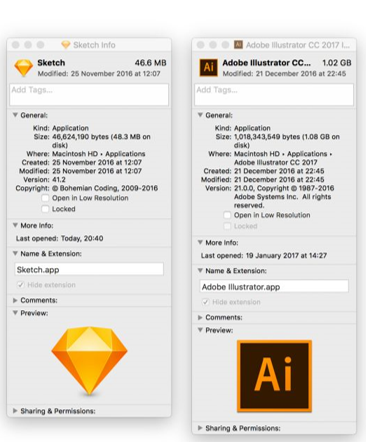 Sketch Info
Sketch 46.6 MB
Modified: 25 November 2016 at 12:07
Add Tags...
General:
Kind: Application
Size: 46,624,190 bytes (48.3 MB on
disk)
Where: Macintosh HD • Applications
Created: 25 November 2016 at 12:07
Modified: 25 November 2016 at 12:07
Version: 41.2
Copyright: © Bohemian Coding, 2009-2016
Open in Low Resolution
Locked
More Info:
Last opened: Today, 20:40
Name & Extension:
Sketch.app
Hide extension
Comments:
Preview:
Sharing & Permissions:
Adobe Illustrator CC 2017 I...
Adobe Illustrator CC... 1.02 GB
Modified: 21 December 2016 at 22:45
Add Tags...
General:
Kind: Application
Size: 1,018,343,549 bytes (1.08 GB on
disk)
Where: Macintosh HD • Applications •
Adobe Illustrator CC 2017
Created: 21 December 2016 at 22:45
Modified: 21 December 2016 at 22:45
Version: 21.0.0, Copyright © 1987-2016
Adobe Systems Inc. All rights
reserved.
Open in Low Resolution
Locked
More Info:
Last opened: 19 January 2017 at 14:27
Name & Extension:
Adobe Illustrator.app
Hide extension
Comments:
Preview:
Ai
Sharing & Permissions: